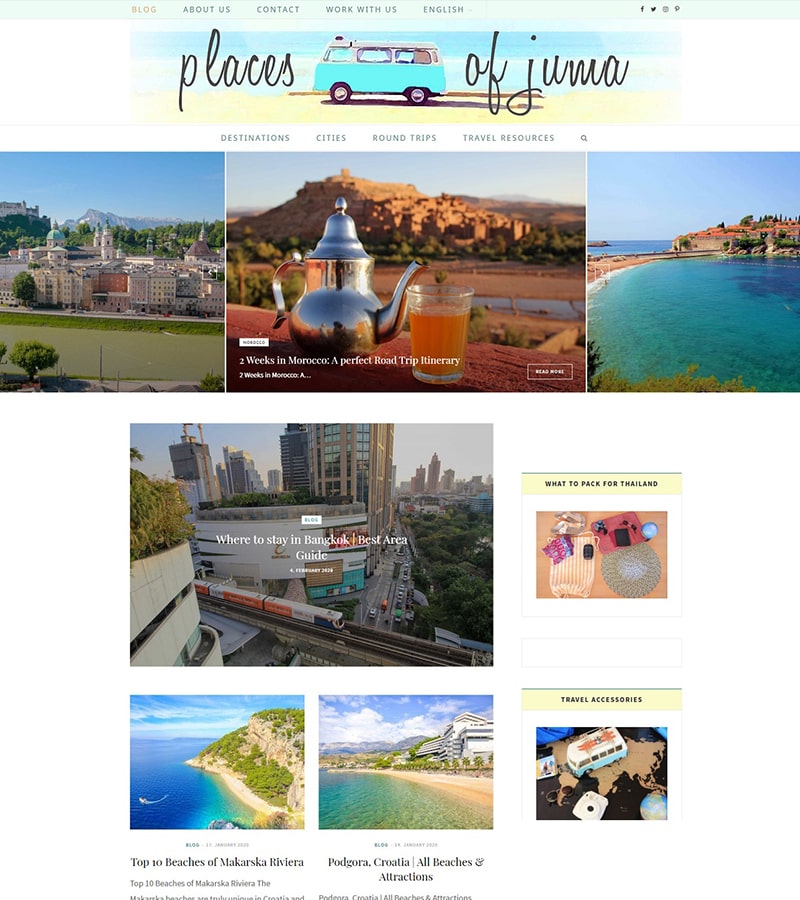 BLOG ABOUT US CONTACT WORK WITH US ENGLISH
places of juma
DESTINATIONS CITIES ROUND TRIPS TRAVEL RESOURCES
MOROCCO
2 Weeks in Morocco: A perfect Road Trip Itinerary
2 Weeks in Morocco: A...
READ MORE
BLOG
Where to stay in Bangkok | Best Area
Guide
4. FEBRUARY 2020
WHAT TO PACK FOR THAILAND
TRAVEL ACCESSORIES
BLOG - 17. JANUARY 2020
Top 10 Beaches of Makarska Riviera
Top 10 Beaches of Makarska Riviera The
Makarska beaches are truly unique in Croatia and
BLOG - 14. JANUARY 2020
Podgora, Croatia | All Beaches &
Attractions
Podgora, Croatia | All Beaches & Attractions